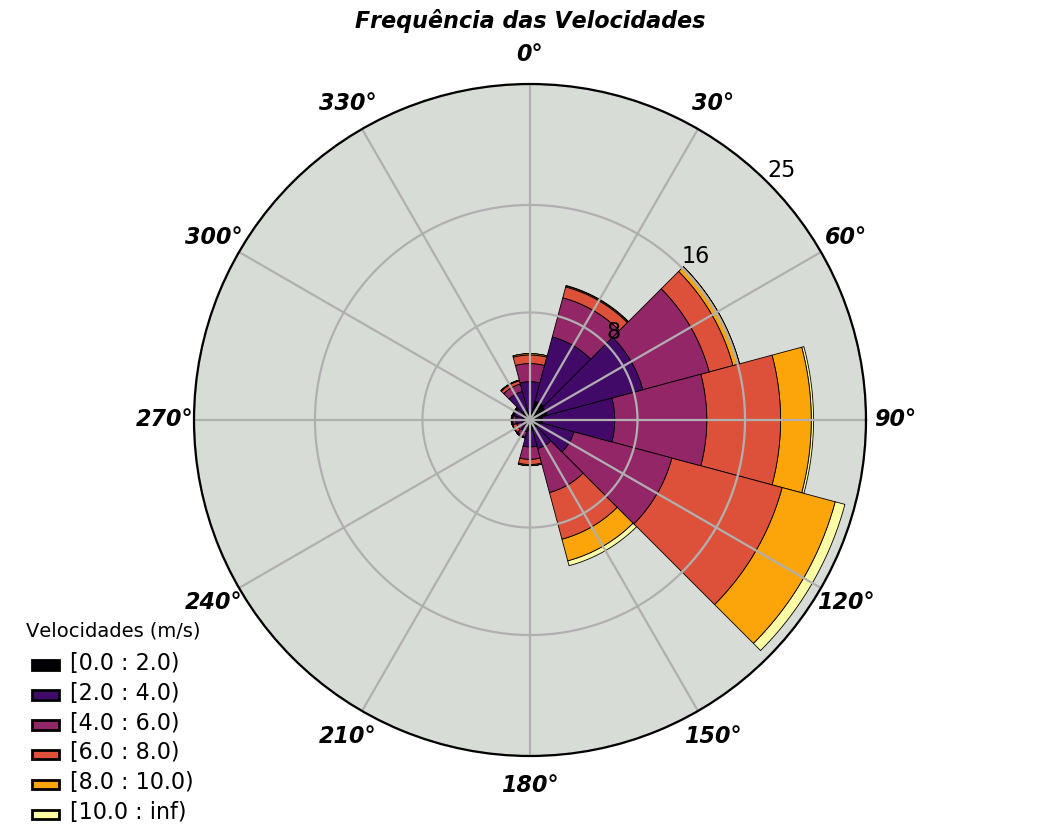 Frequência das Velocidades
0°
330°
30°
25
300°
60°
16
8
270°
90°
240°
120°
210°
150°
180°
Velocidades (m/s)
[0.0 : 2.0)
[2.0 : 4.0)
[4.0 : 6.0)
[6.0 : 8.0)
[8.0 : 10.0)
[10.0 : inf)